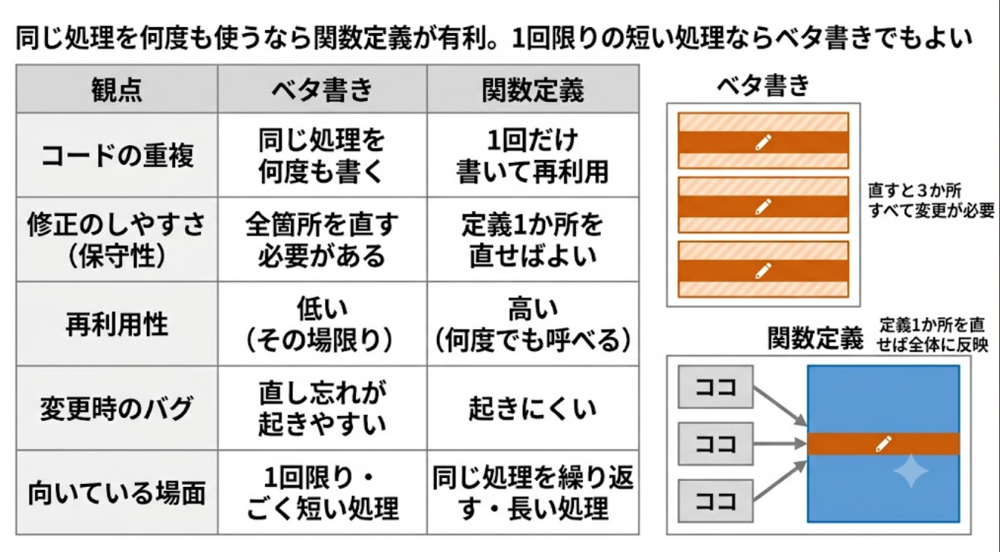 同じ処理を何度も使うなら関数定義が有利。1回限りの短い処理ならベタ書きでもよい
観点
ベタ書き
関数定義
コードの重複
同じ処理を
何度も書く
1回だけ
書いて再利用
修正のしやすさ
（保守性）
全箇所を直す
必要がある
定義1か所を
直せばよい
再利用性
低い
（その場限り）
高い
（何度でも呼べる）
変更時のバグ
直し忘れが
起きやすい
起きにくい
向いている場面
1回限り・
ごく短い処理
同じ処理を繰り返
す・長い処理
ベタ書き
直すと３か所
すべて変更が必要
関数定義
定義1か所を直
せば全体に反映
ココ
ココ
ココ